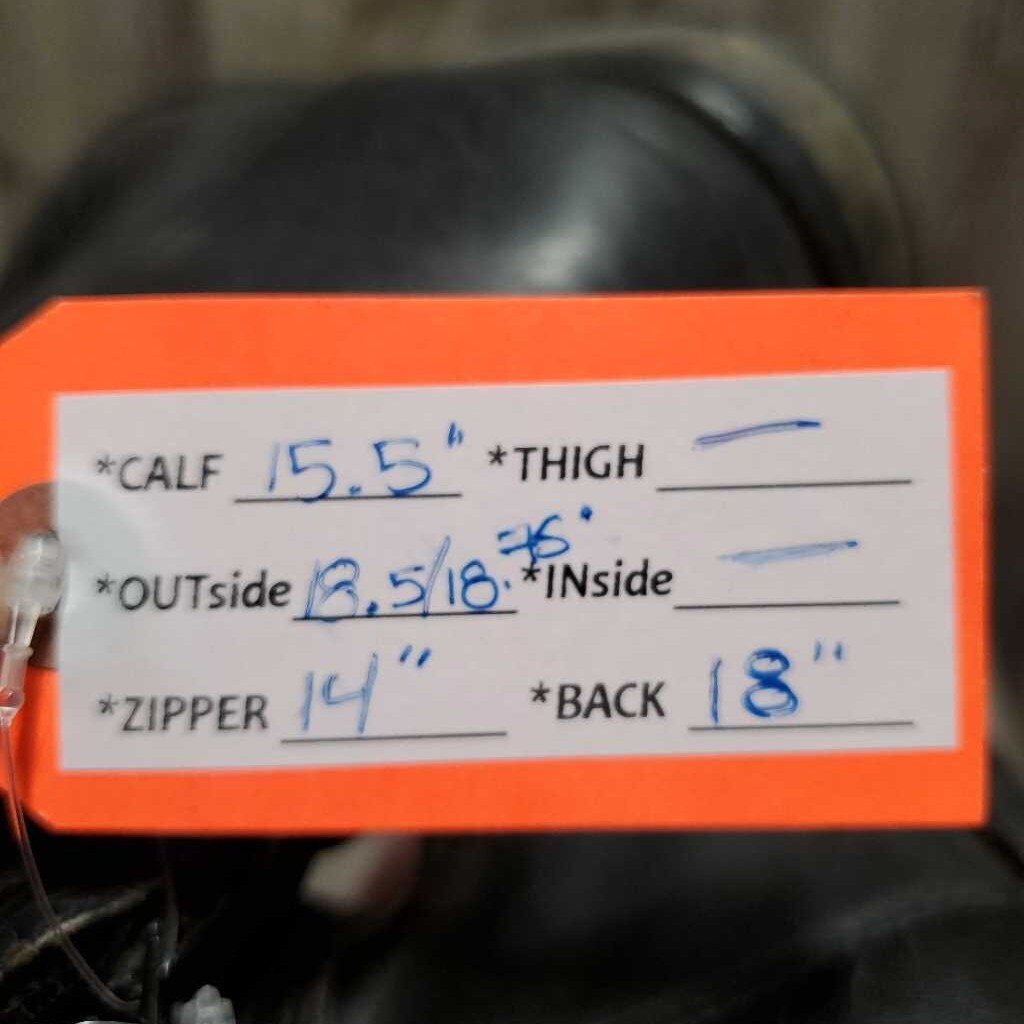 *CALF 15.5" *THIGH —
*OUTside 18.5/18.75" *INside —
*ZIPPER 14" *BACK 18"